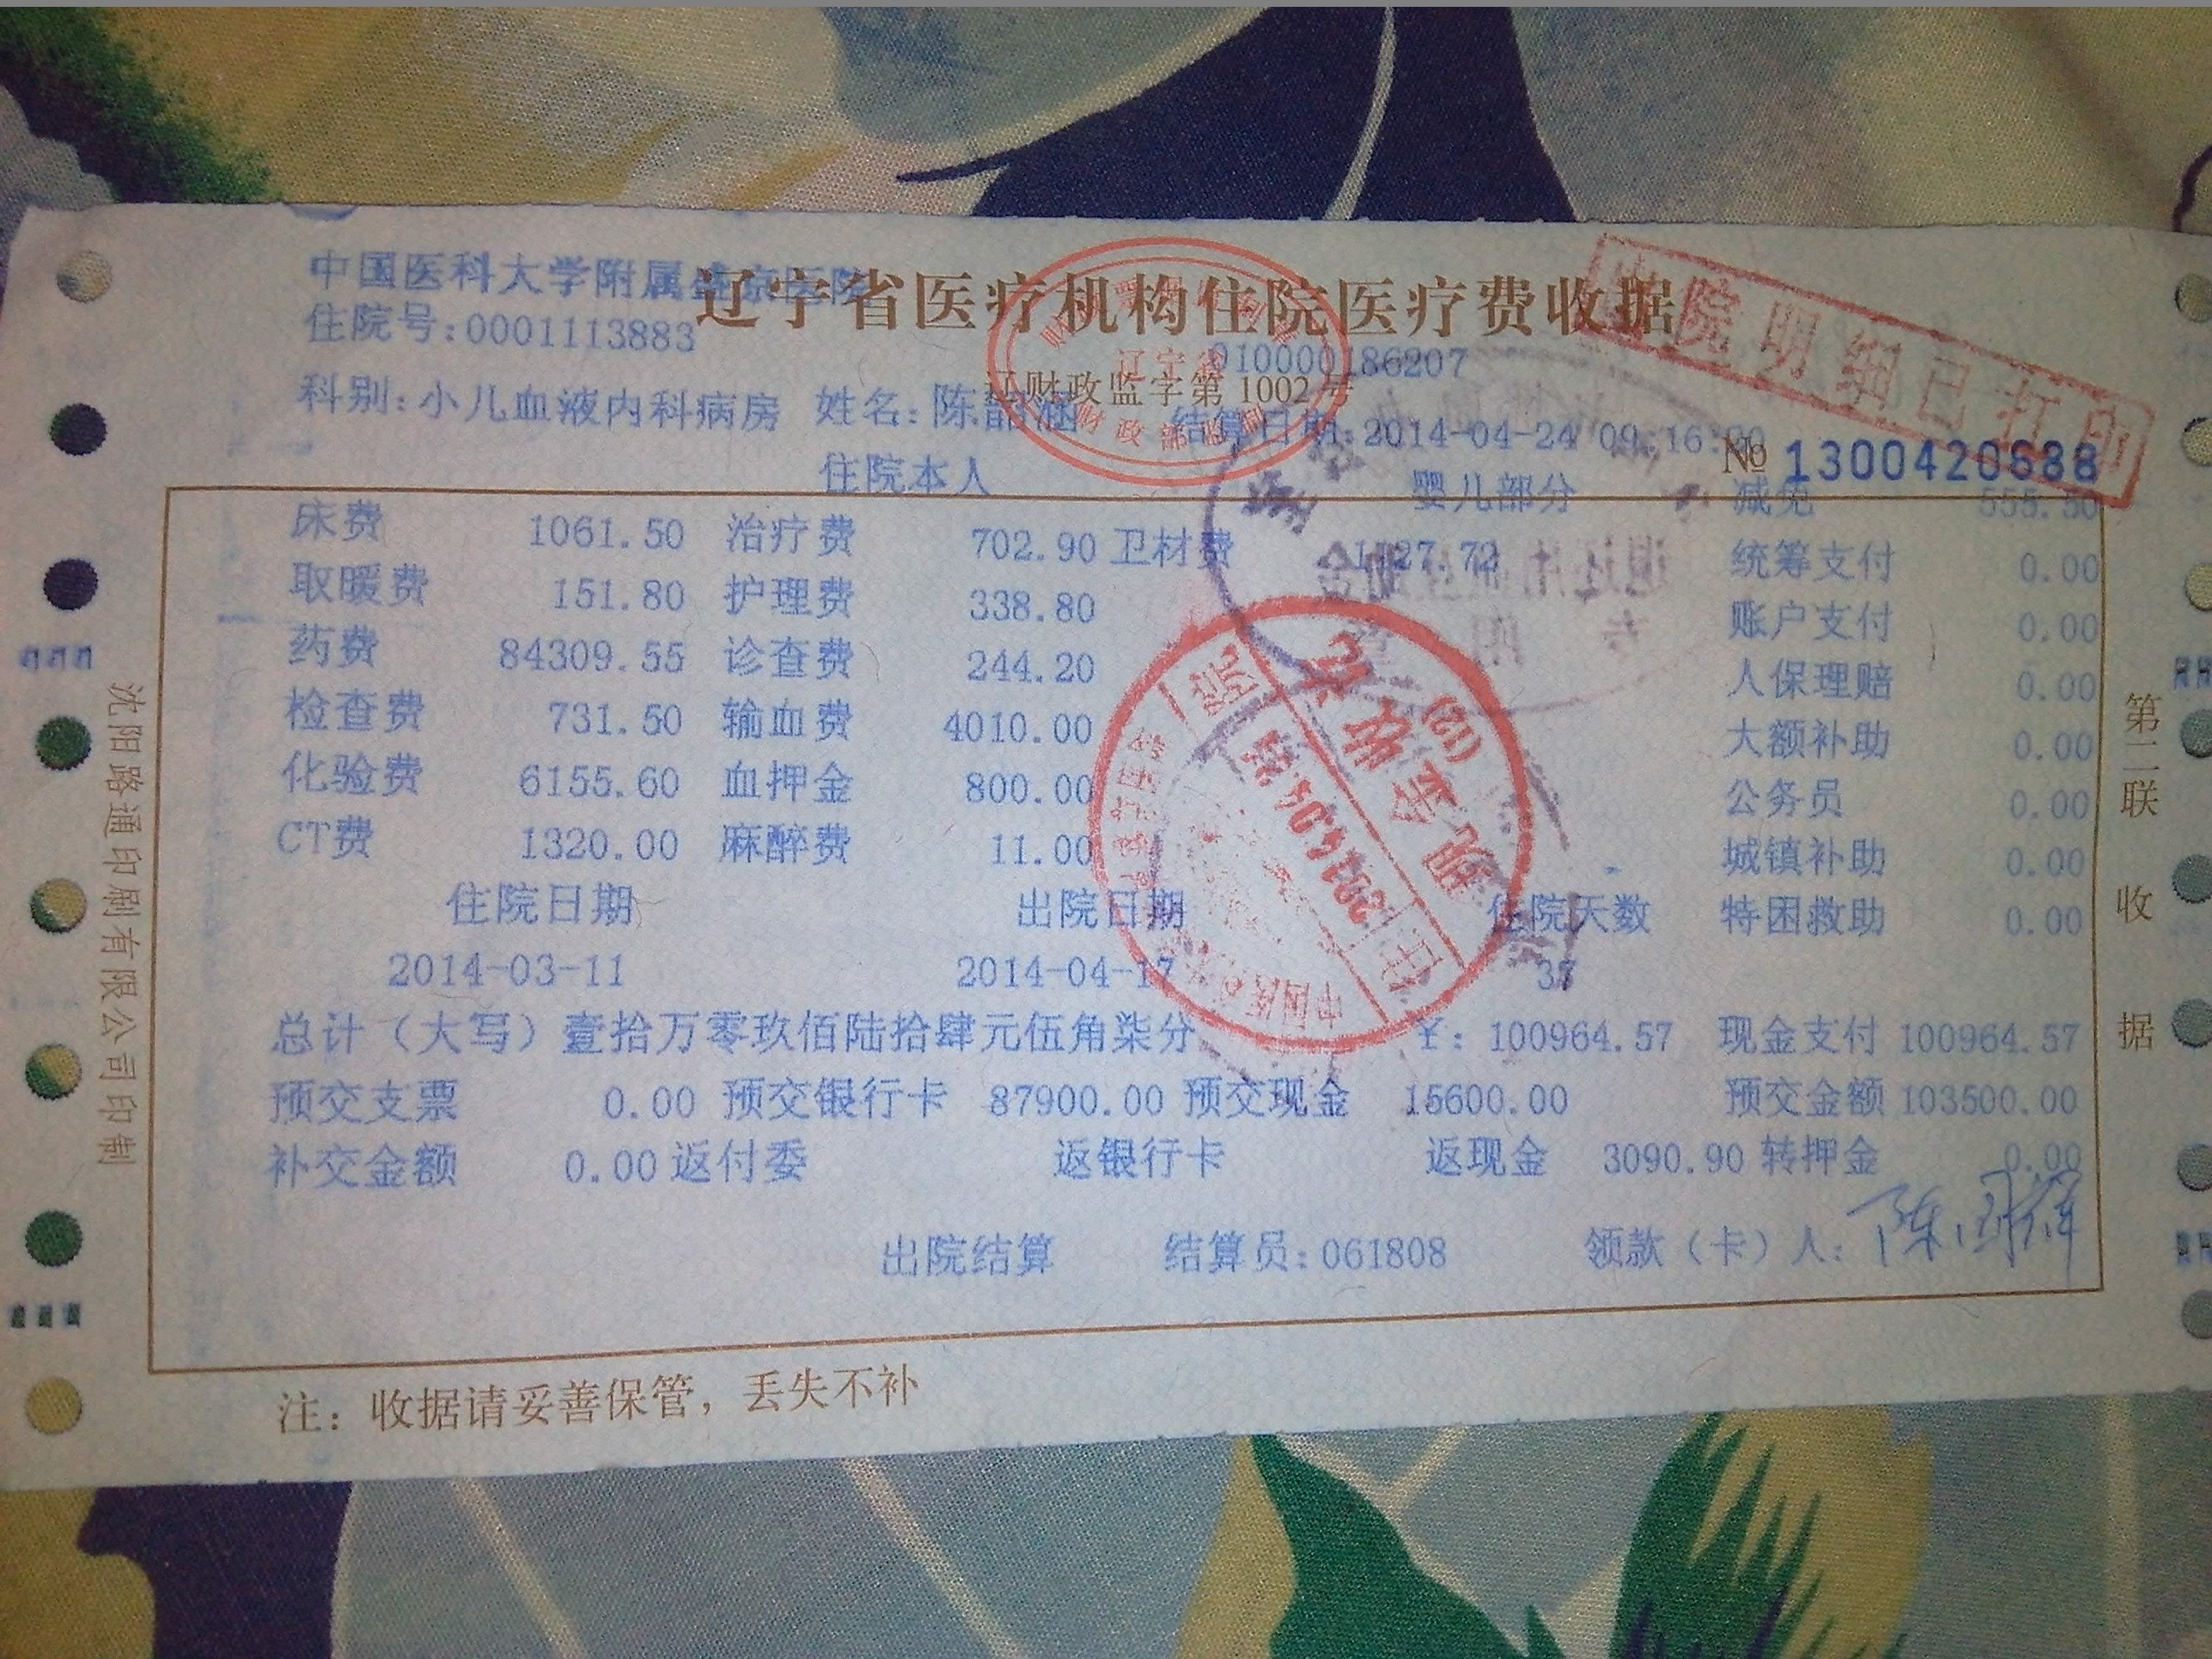 中国医科大学附属盛京医院
辽宁省医疗机构住院医疗费收据
住院号:0001113883
010000186207
辽财政监字第 1002 号
出院明细已打印
科别:小儿血液内科病房 姓名:陈韶涵 结算日期:2014-04-24 09:16:
№ 1300420688
住院本人 婴儿部分 减免 555.50
床费 1061.50 治疗费 702.90 卫材费 1127.72 统筹支付 0.00
取暖费 151.80 护理费 338.80 账户支付 0.00
药费 84309.55 诊查费 244.20 人保理赔 0.00
检查费 731.50 输血费 4010.00 大额补助 0.00
化验费 6155.60 血押金 800.00 公务员 0.00
CT费 1320.00 麻醉费 11.00 城镇补助 0.00
住院日期 出院日期 住院天数 特困救助 0.00
2014-03-11 2014-04-17 37
总计（大写）壹拾万零玖佰陆拾肆元伍角柒分 ¥: 100964.57 现金支付 100964.57
预交支票 0.00 预交银行卡 87900.00 预交现金 15600.00 预交金额 103500.00
补交金额 0.00 返付委 返银行卡 返现金 3090.90 转押金 0.00
出院结算 结算员:061808 领款（卡）人:
注：收据请妥善保管，丢失不补
沈阳路通印刷有限公司印制
第二联 收据